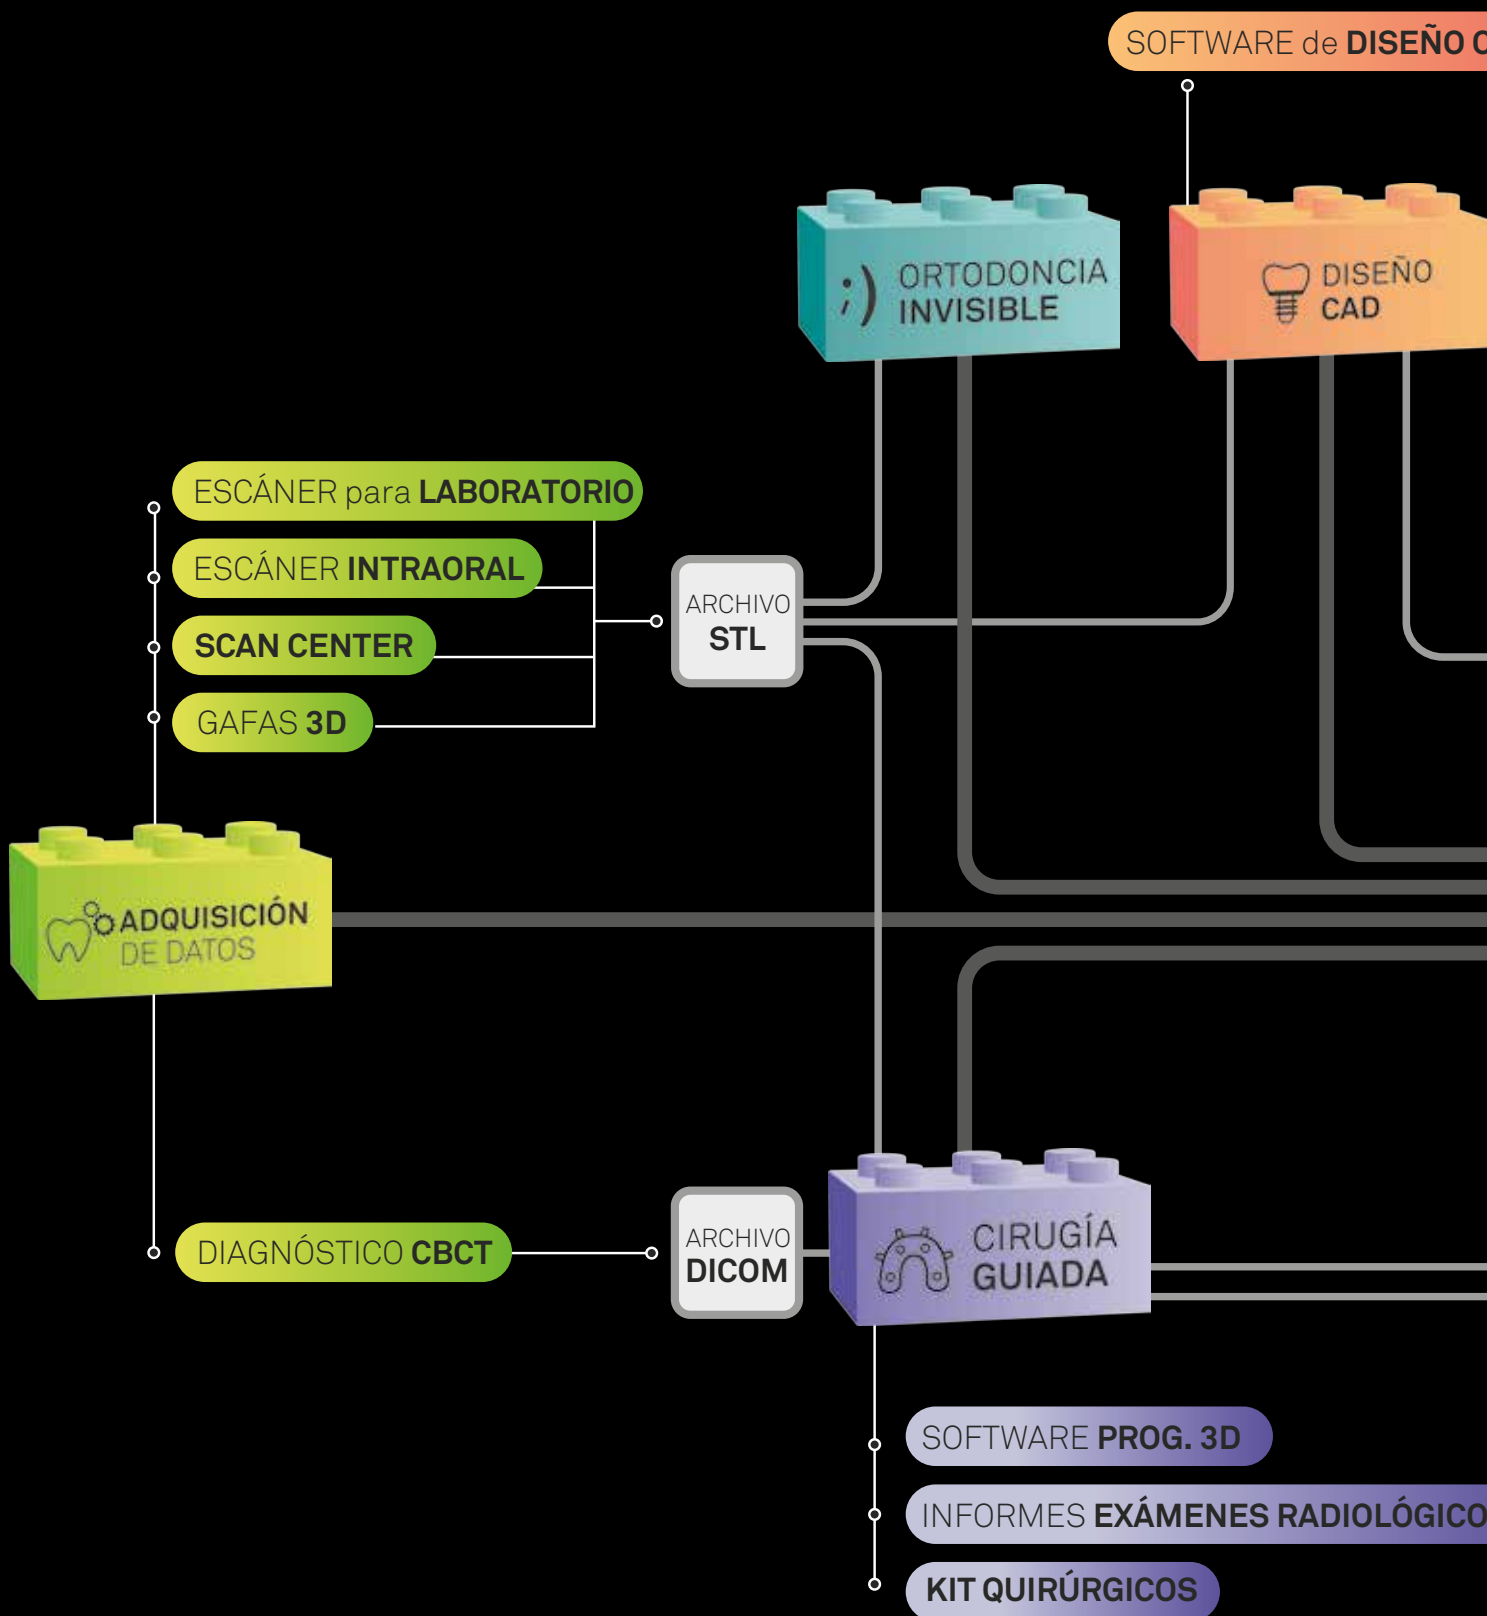 SOFTWARE de DISEÑO C
;) ORTODONCIA
INVISIBLE
DISEÑO
CAD
ESCÁNER para LABORATORIO
ESCÁNER INTRAORAL
SCAN CENTER
GAFAS 3D
ARCHIVO
STL
ADQUISICIÓN
DE DATOS
DIAGNÓSTICO CBCT
ARCHIVO
DICOM
CIRUGÍA
GUIADA
SOFTWARE PROG. 3D
INFORMES EXÁMENES RADIOLÓGICO
KIT QUIRÚRGICOS